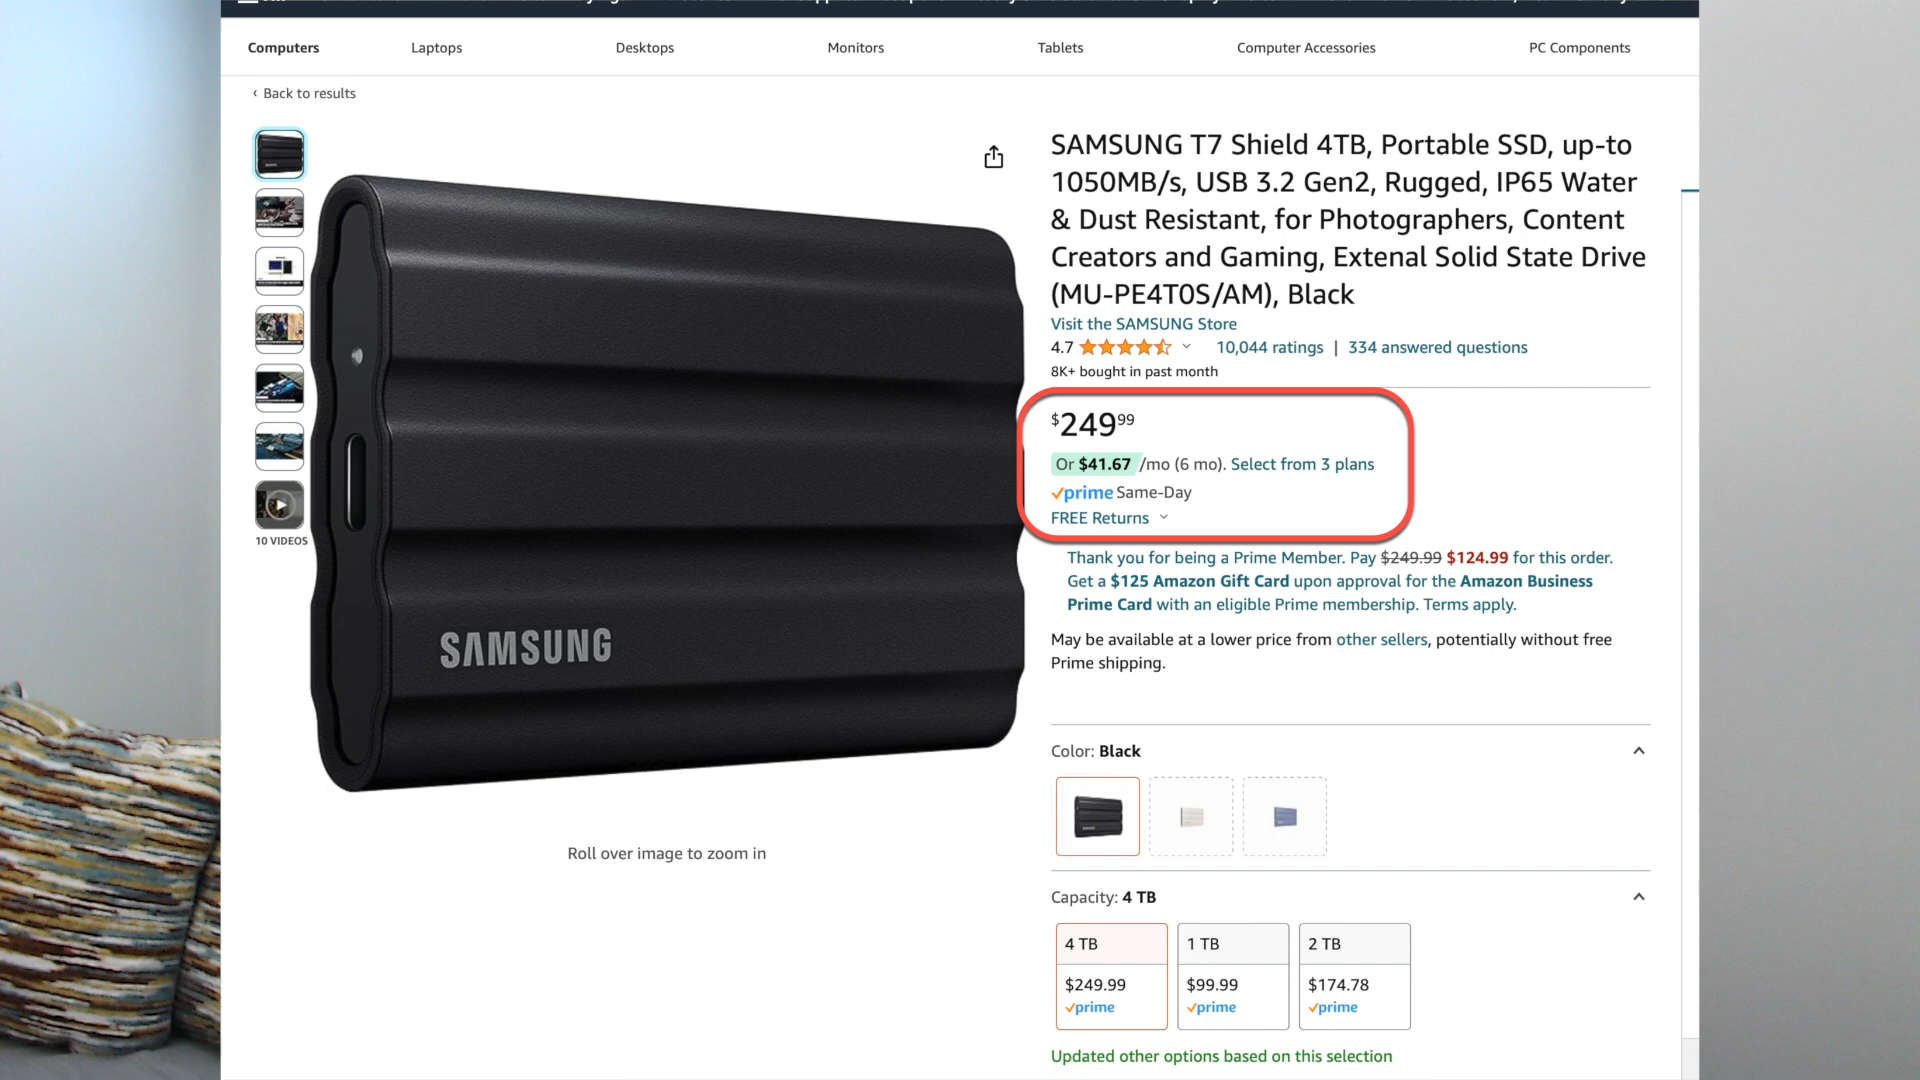 Computers
Laptops
Desktops
Monitors
Tablets
Computer Accessories
PC Components
‹ Back to results
10 VIDEOS
SAMSUNG
Roll over image to zoom in
SAMSUNG T7 Shield 4TB, Portable SSD, up-to
1050MB/s, USB 3.2 Gen2, Rugged, IP65 Water
& Dust Resistant, for Photographers, Content
Creators and Gaming, Extenal Solid State Drive
(MU-PE4T0S/AM), Black
Visit the SAMSUNG Store
4.7 10,044 ratings | 334 answered questions
8K+ bought in past month
$249.99
Or $41.67 /mo (6 mo). Select from 3 plans
prime Same-Day
FREE Returns
Thank you for being a Prime Member. Pay $249.99 $124.99 for this order.
Get a $125 Amazon Gift Card upon approval for the Amazon Business
Prime Card with an eligible Prime membership. Terms apply.
May be available at a lower price from other sellers, potentially without free
Prime shipping.
Color: Black
Capacity: 4 TB
4 TB
$249.99
prime
1 TB
$99.99
prime
2 TB
$174.78
prime
Updated other options based on this selection